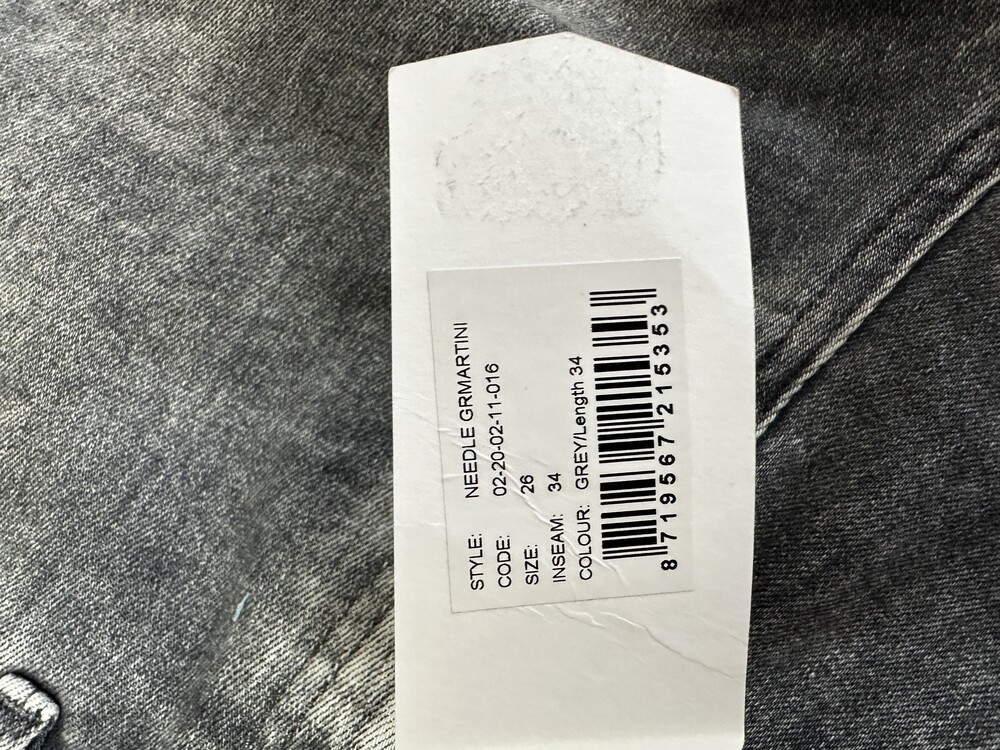 STYLE: NEEDLE GRMARTINI
CODE: 02-20-02-11-016
SIZE: 26
INSEAM: 34
COLOUR: GREY/Length 34
8 719567 215353